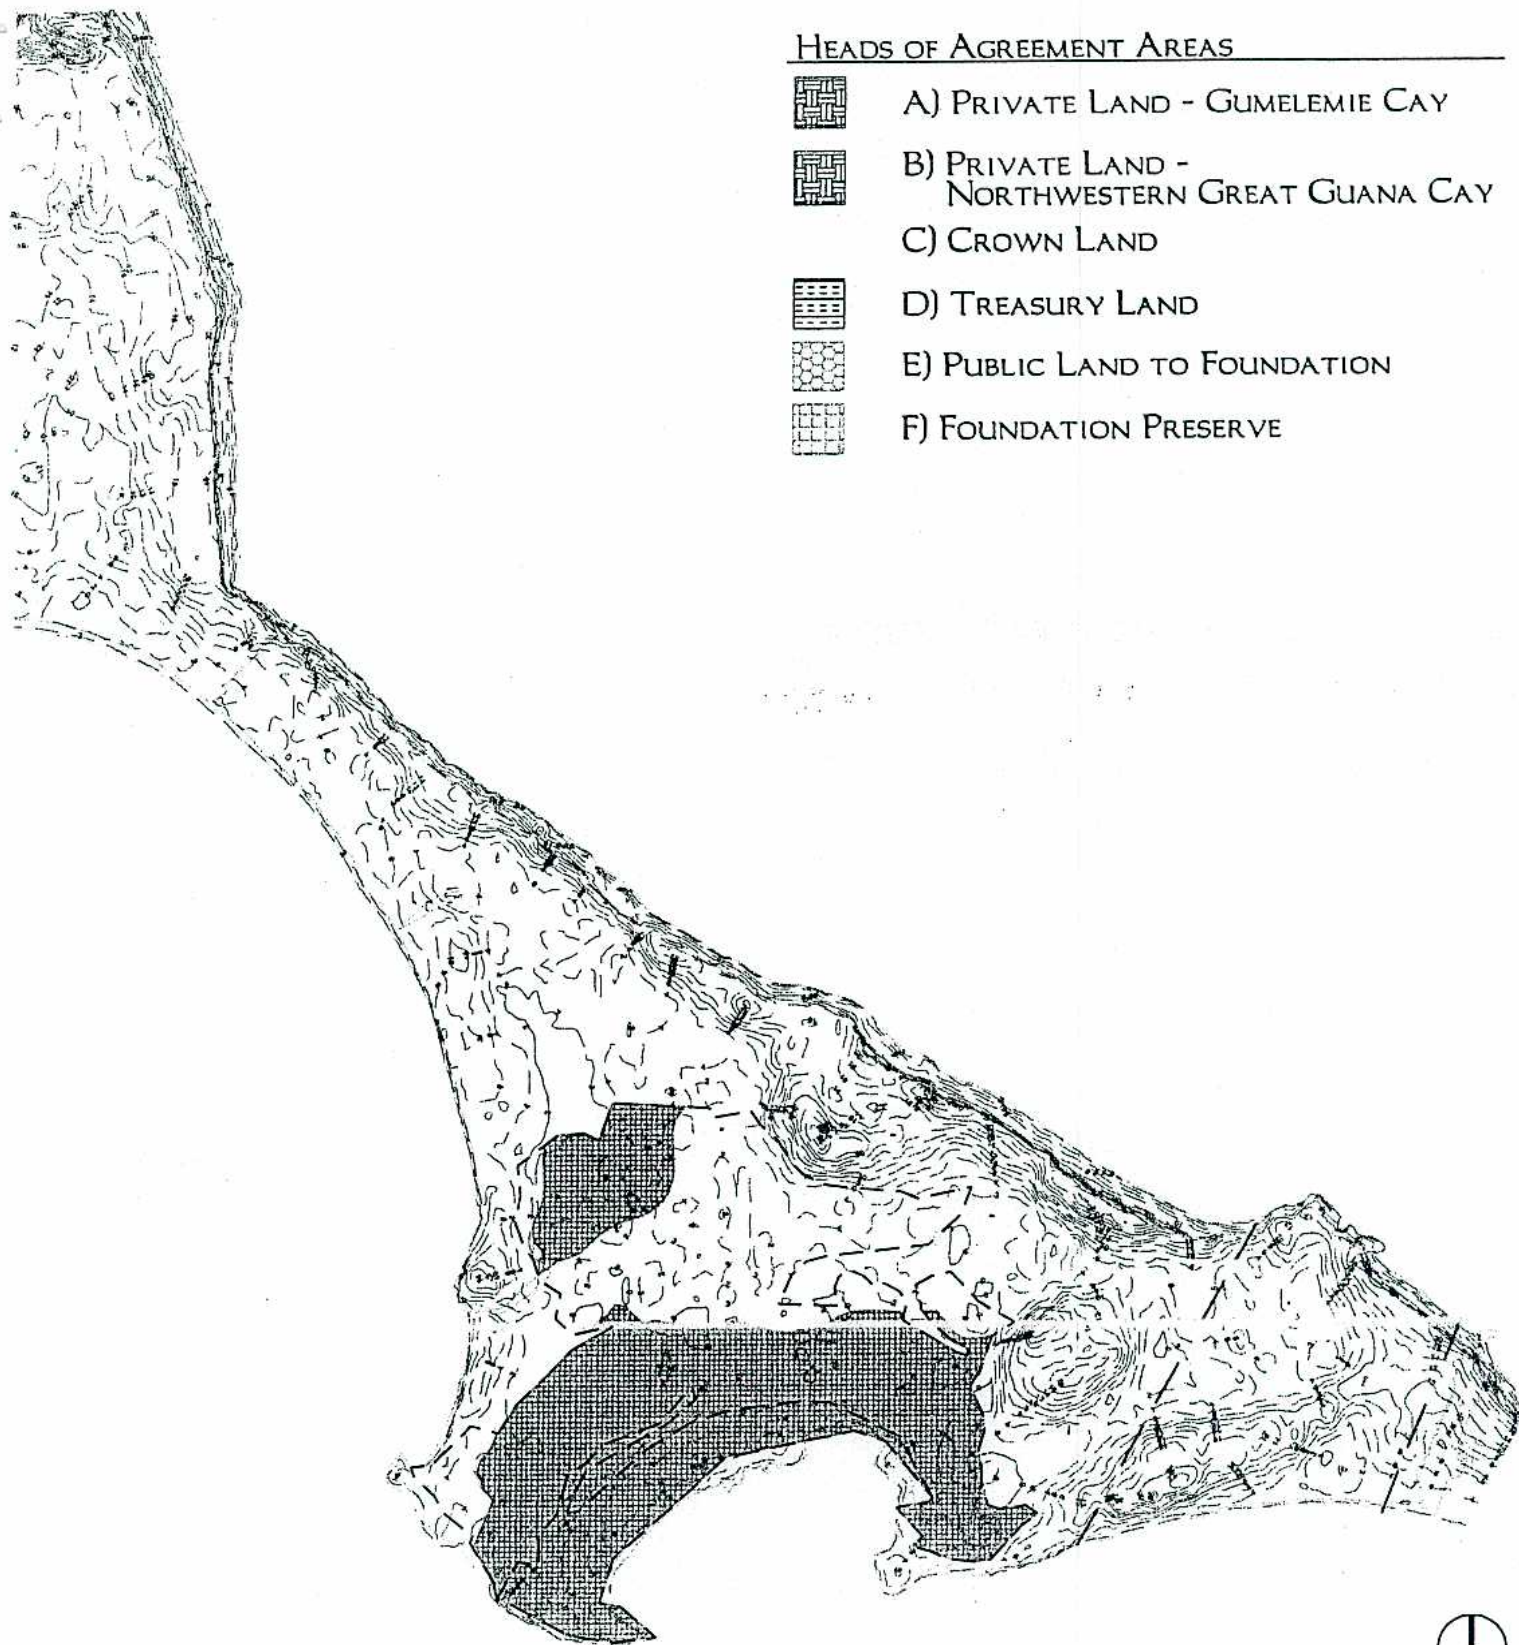 HEADS OF AGREEMENT AREAS
A) PRIVATE LAND - GUMELEMIE CAY
B) PRIVATE LAND -
NORTHWESTERN GREAT GUANA CAY
C) CROWN LAND
D) TREASURY LAND
E) PUBLIC LAND TO FOUNDATION
F) FOUNDATION PRESERVE